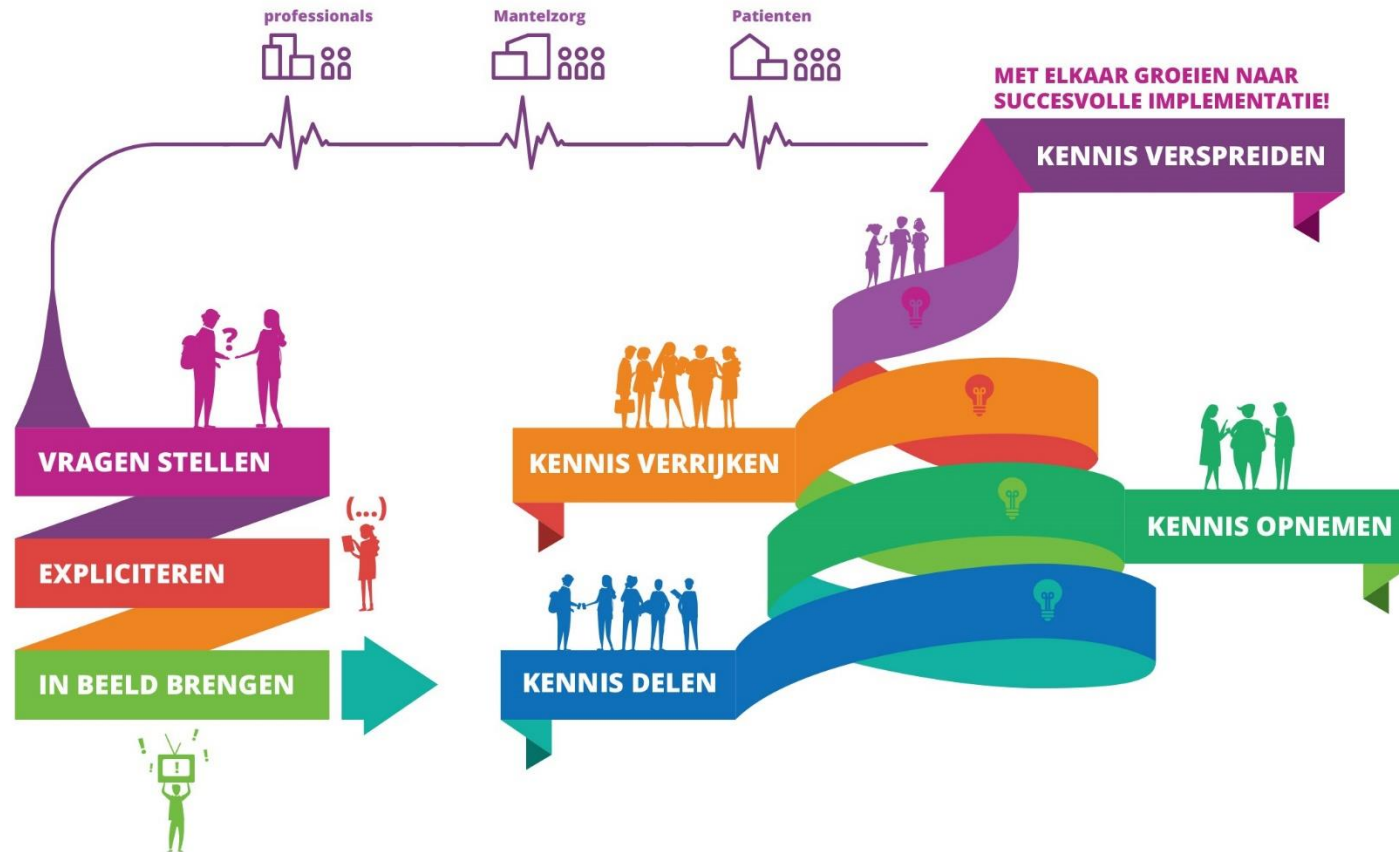 professionals
Mantelzorg
Patienten
MET ELKAAR GROEIEN NAAR
SUCCESVOLLE IMPLEMENTATIE!
KENNIS VERSPREIDEN
?
VRAGEN STELLEN
KENNIS VERRIJKEN
(...)
KENNIS OPNEMEN
EXPLICITEREN
IN BEELD BRENGEN
KENNIS DELEN
! ! ! ! !